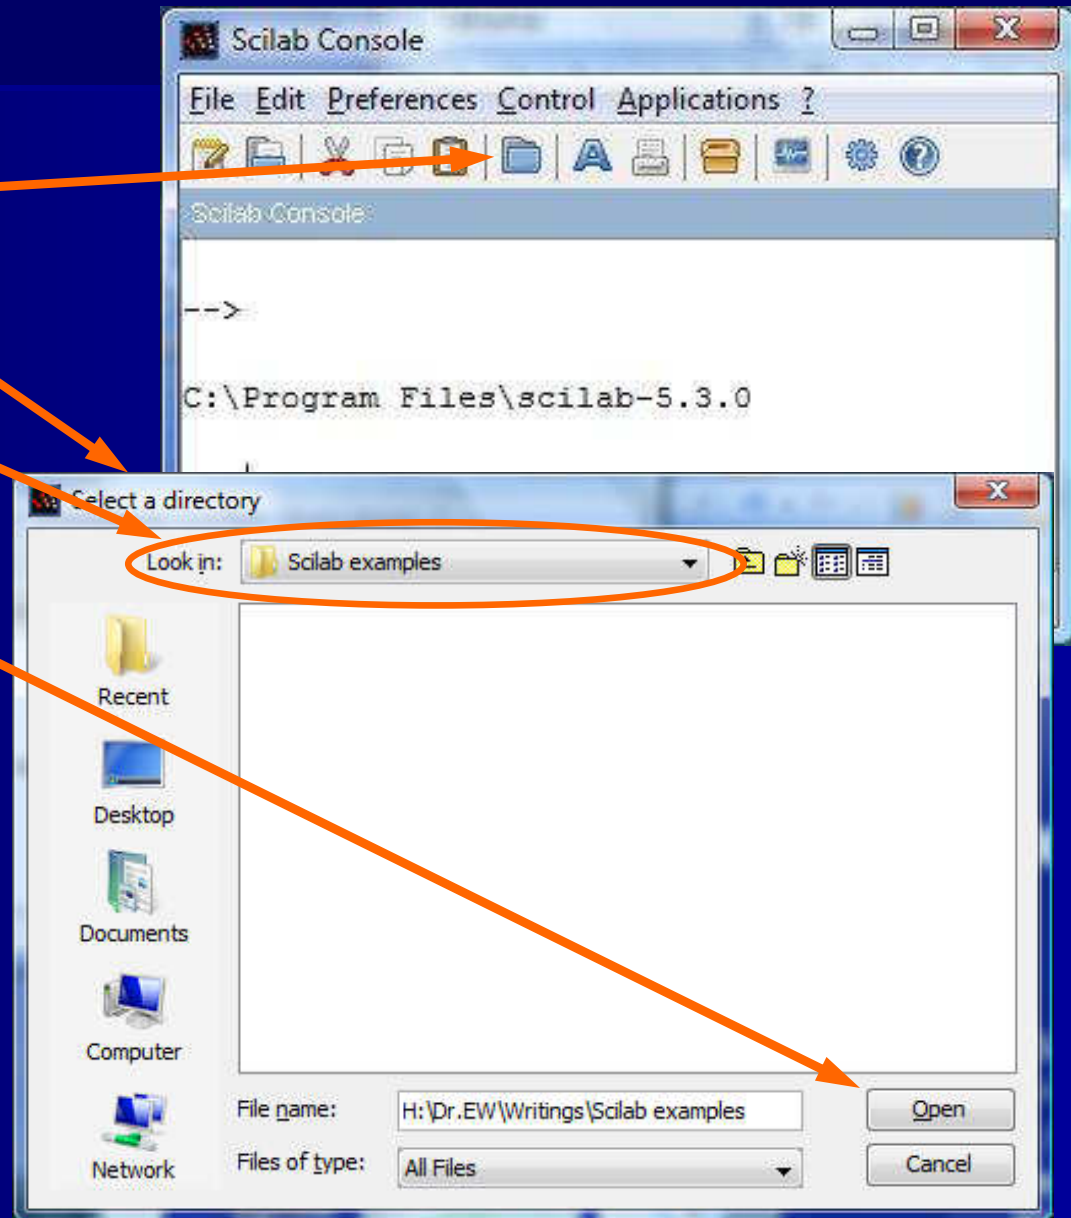 Scilab Console
File Edit Preferences Control Applications ?
Scilab Console
-->
C:\Program Files\scilab-5.3.0
Select a directory
Look in: Scilab examples
Recent
Desktop
Documents
Computer
Network
File name: H:\Dr.EW\Writings\Scilab examples Open
Files of type: All Files Cancel